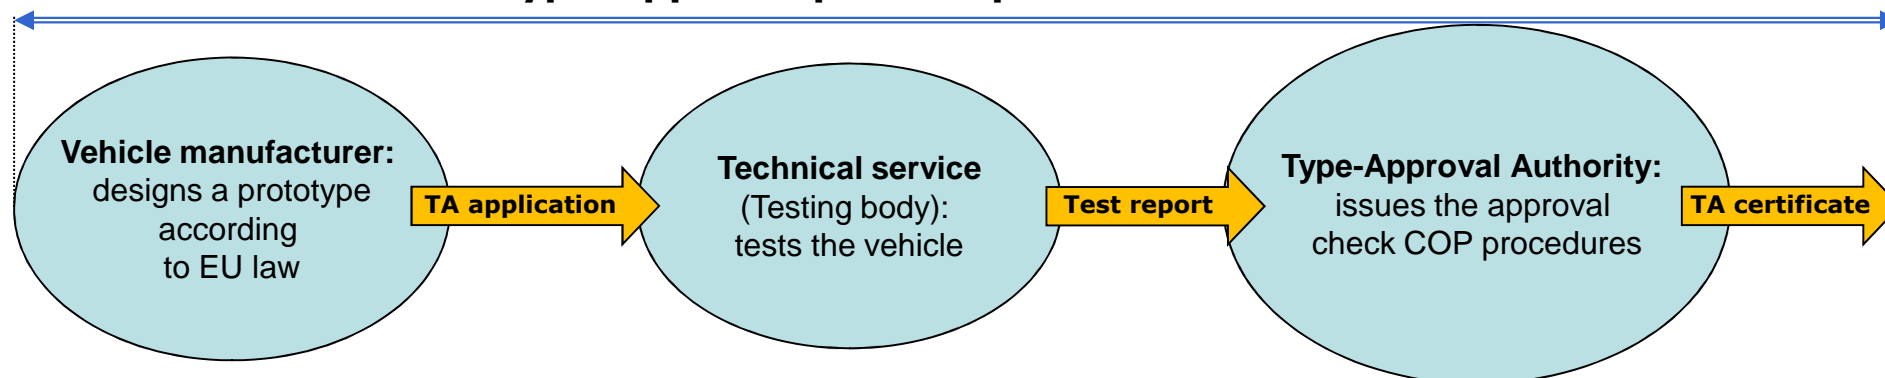 Vehicle manufacturer:
designs a prototype
according
to EU law
TA application
Technical service
(Testing body):
tests the vehicle
Test report
Type-Approval Authority:
issues the approval
check COP procedures
TA certificate